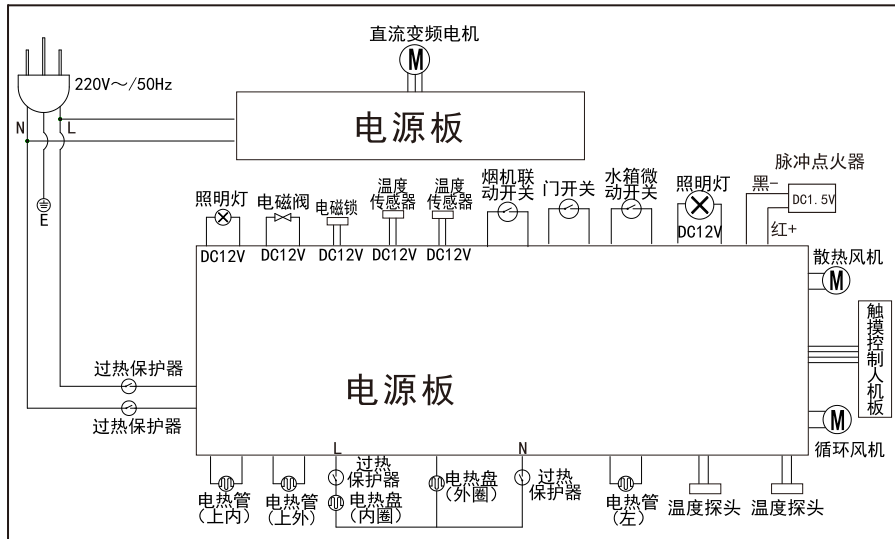 直流变频电机
M
220V～/50Hz
N
L
电源板
E
照明灯
电磁阀
电磁锁
温度
传感器
温度
传感器
烟机联
动开关
门开关
水箱微
动开关
照明灯
脉冲点火器
黑-
DC1.5V
红+
DC12V
DC12V
DC12V
DC12V
DC12V
DC12V
散热风机
M
触摸控制人机板
过热保护器
电源板
过热保护器
M
循环风机
L
N
电热管
(上内)
电热管
(上外)
过热
保护器
电热盘
(内圈)
电热盘
(外圈)
过热
保护器
电热管
(左)
温度探头
温度探头